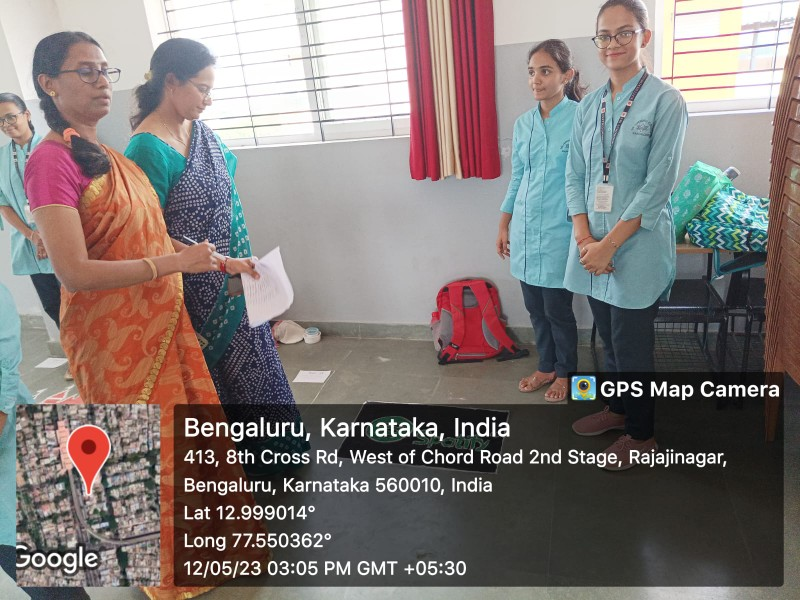 GPS Map Camera
Bengaluru, Karnataka, India
413, 8th Cross Rd, West of Chord Road 2nd Stage, Rajajinagar,
Bengaluru, Karnataka 560010, India
Lat 12.999014°
Long 77.550362°
12/05/23 03:05 PM GMT +05:30
Google